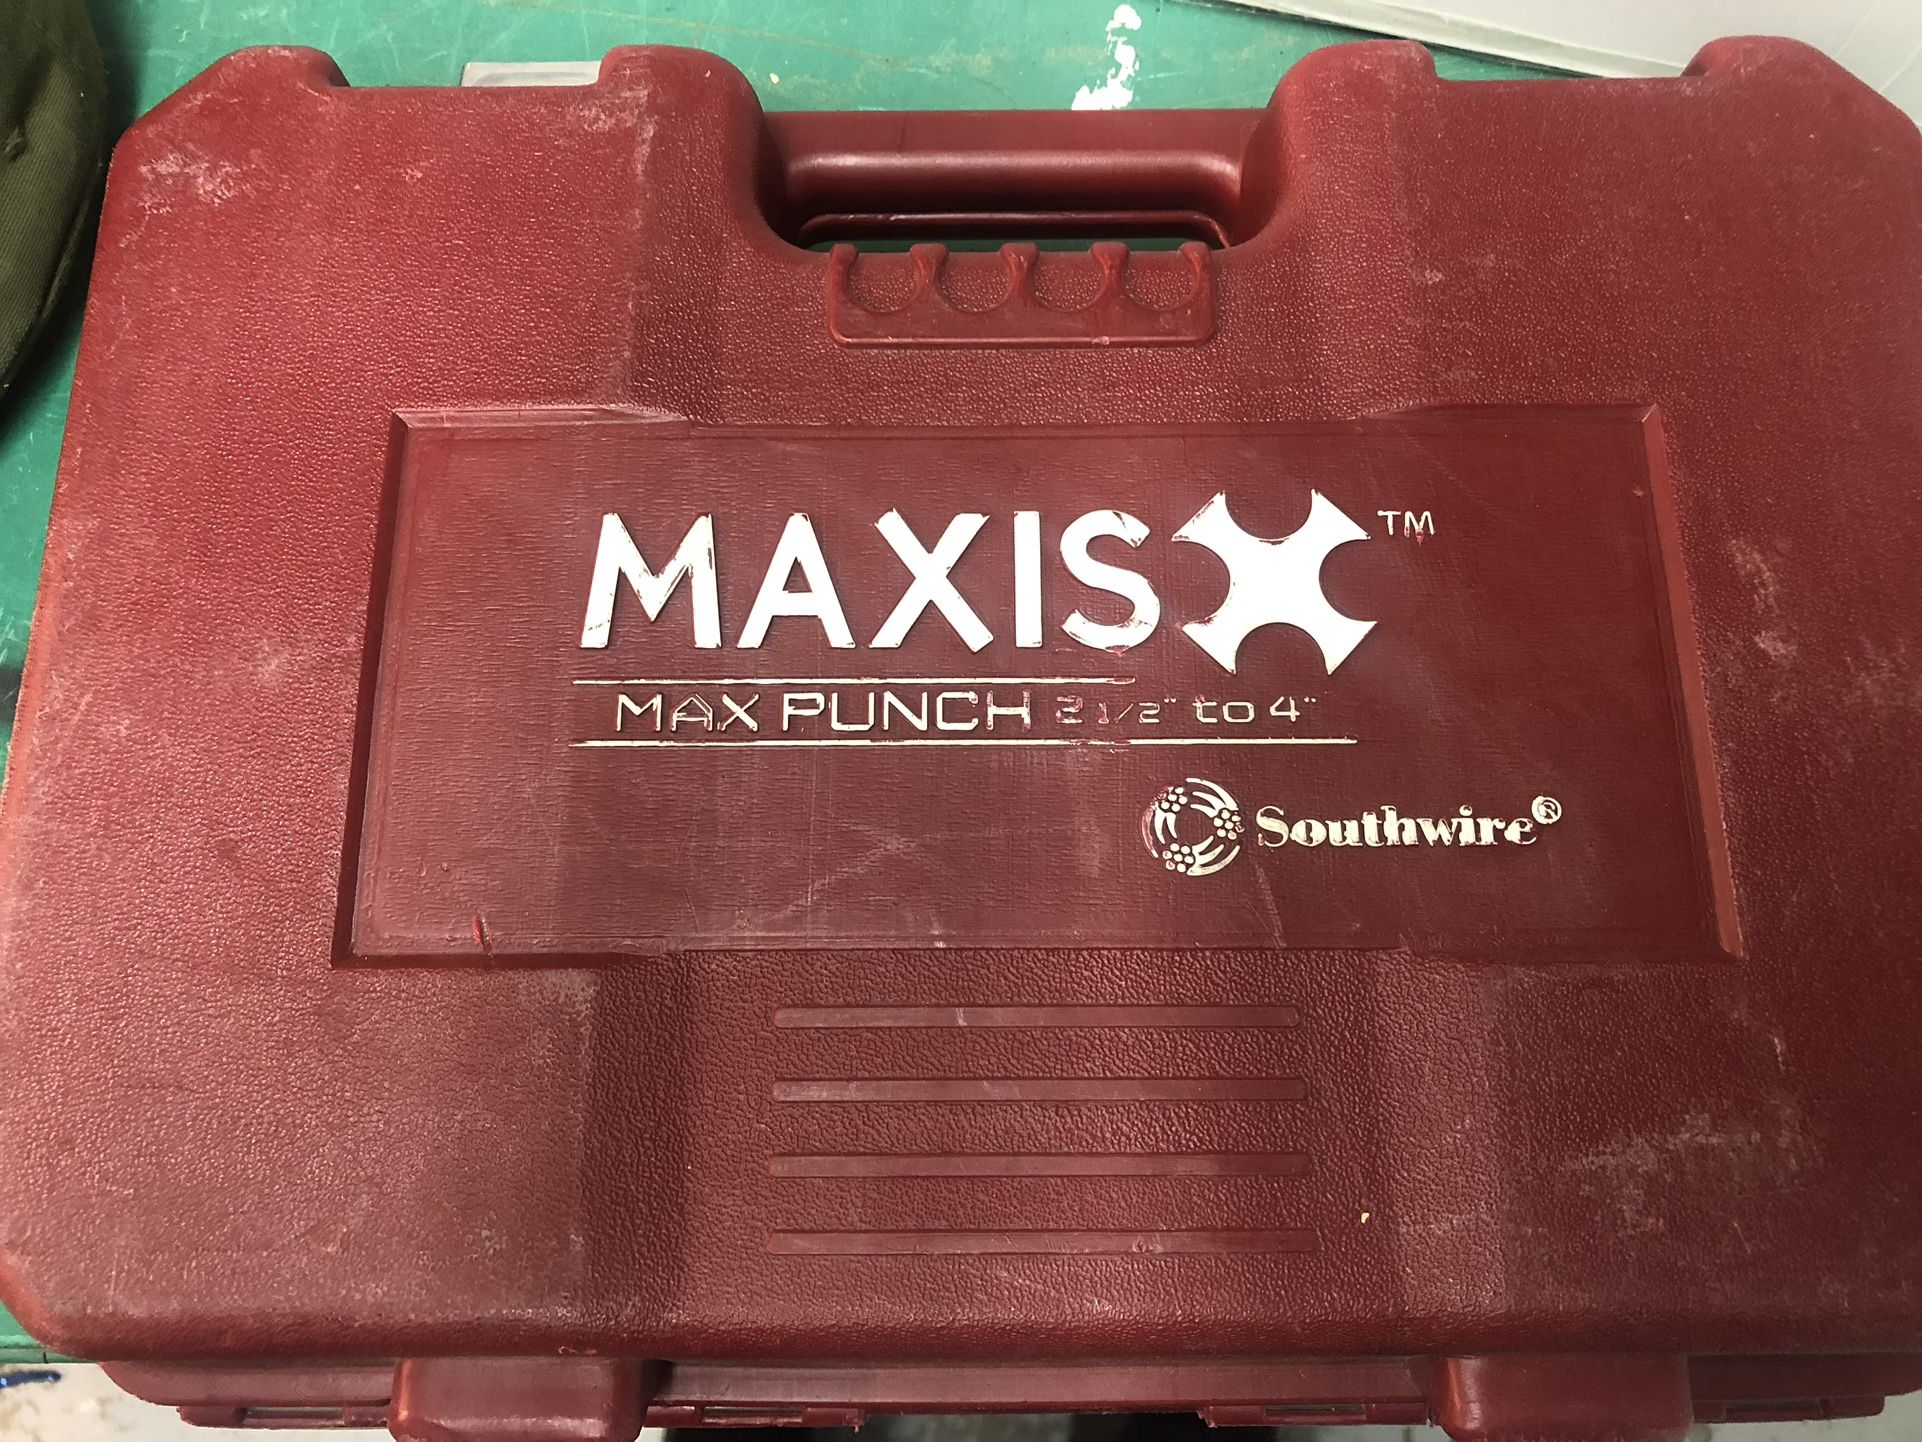 MAXIS™
MAX PUNCH 2 1/2" to 4"
Southwire®